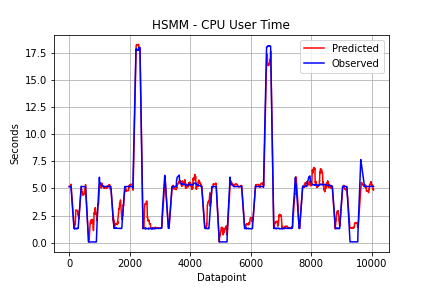 HSMM - CPU User Time
Predicted
Observed
17.5
15.0
12.5
10.0
7.5
5.0
2.5
0.0
Seconds
0 2000 4000 6000 8000 10000
Datapoint